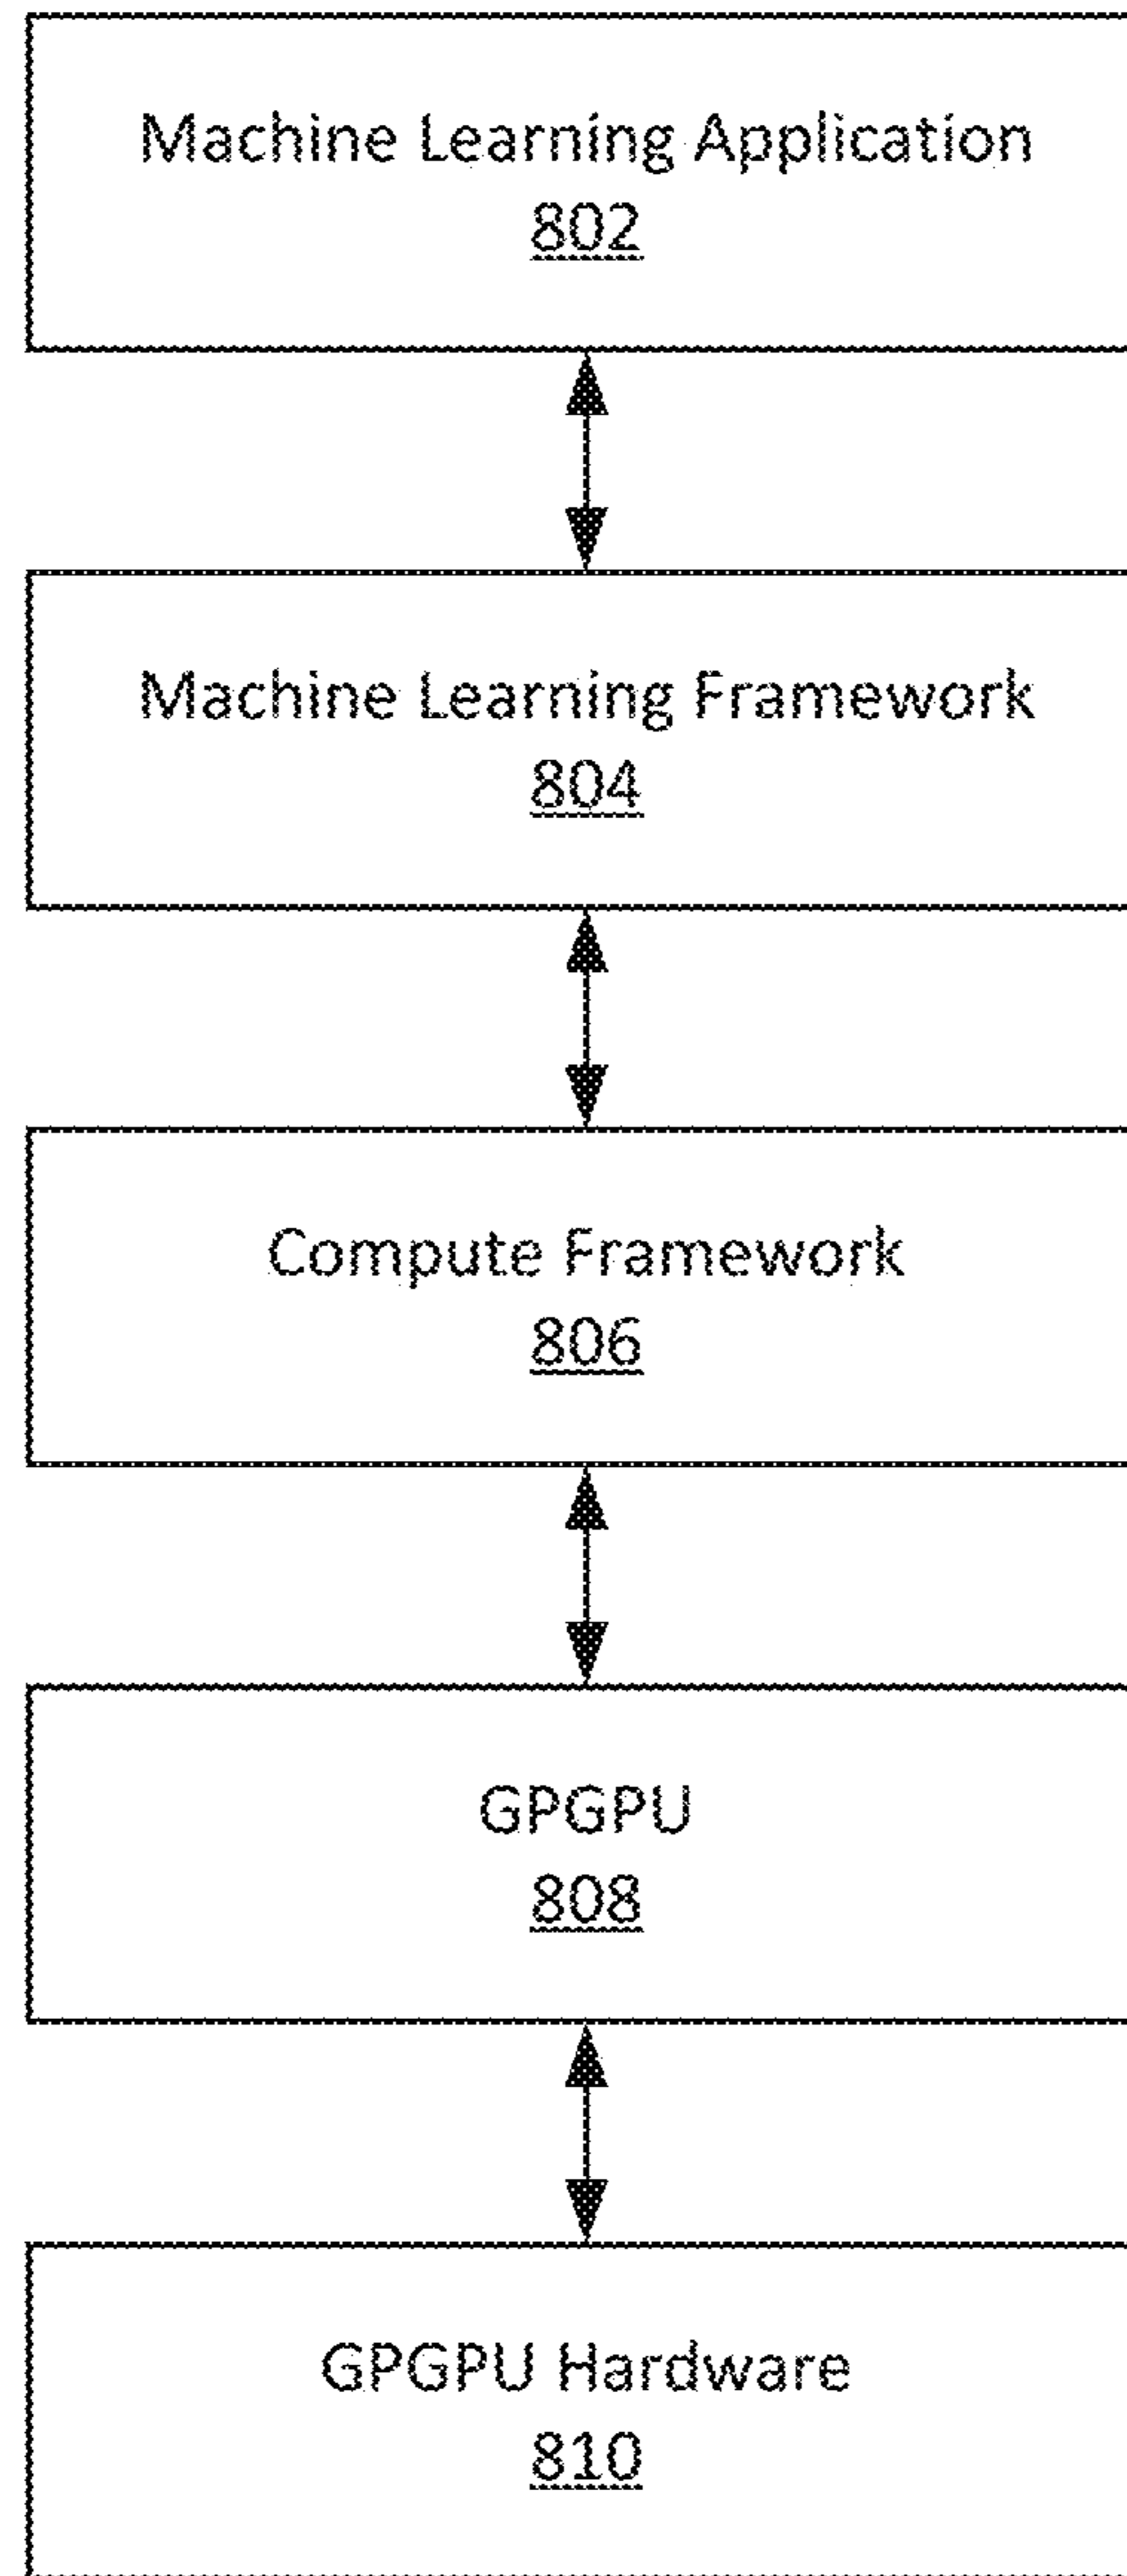 Machine Learning Application
802
Machine Learning Framework
804
Compute Framework
806
GPGPU
808
GPGPU Hardware
810